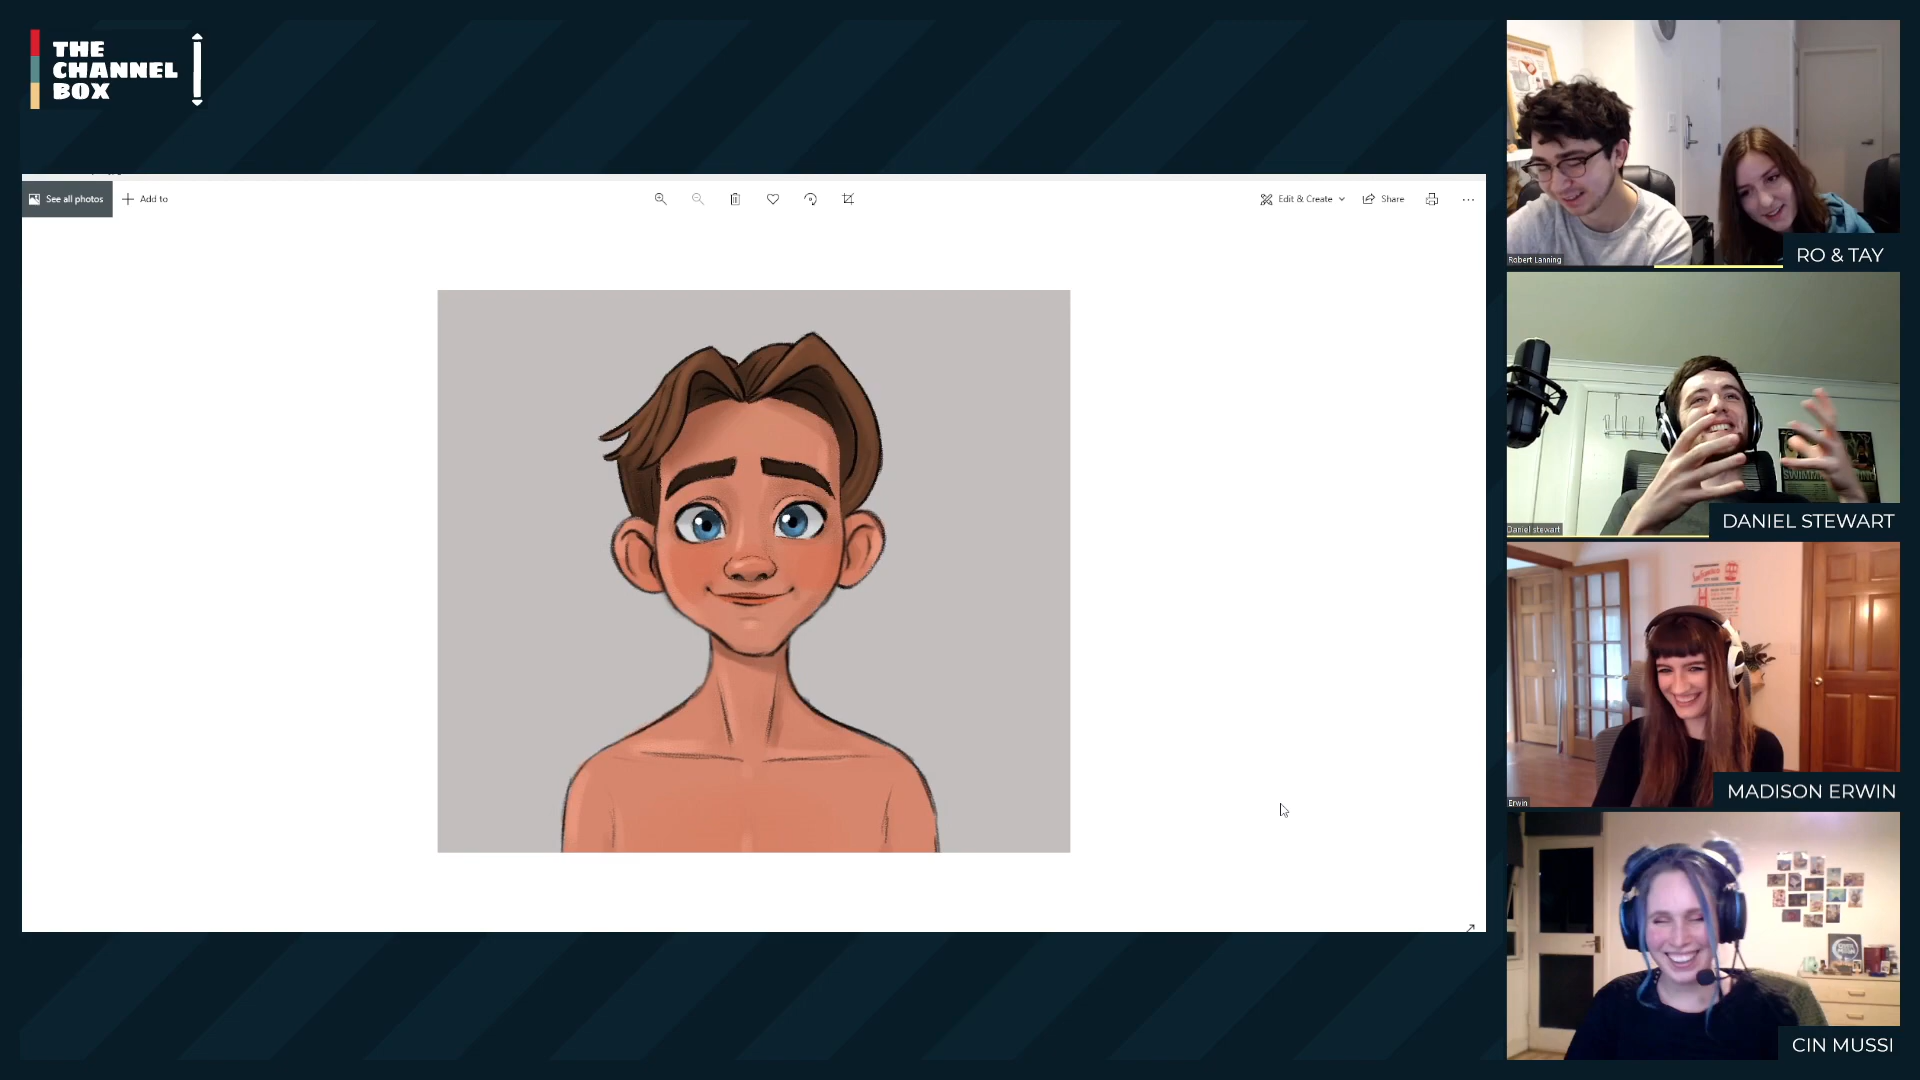 THE
CHANNEL
BOX
See all photos
Add to
Edit & Create
Share
Robert Lanning
RO & TAY
Daniel stewart
DANIEL STEWART
Erwin
MADISON ERWIN
CIN MUSSI